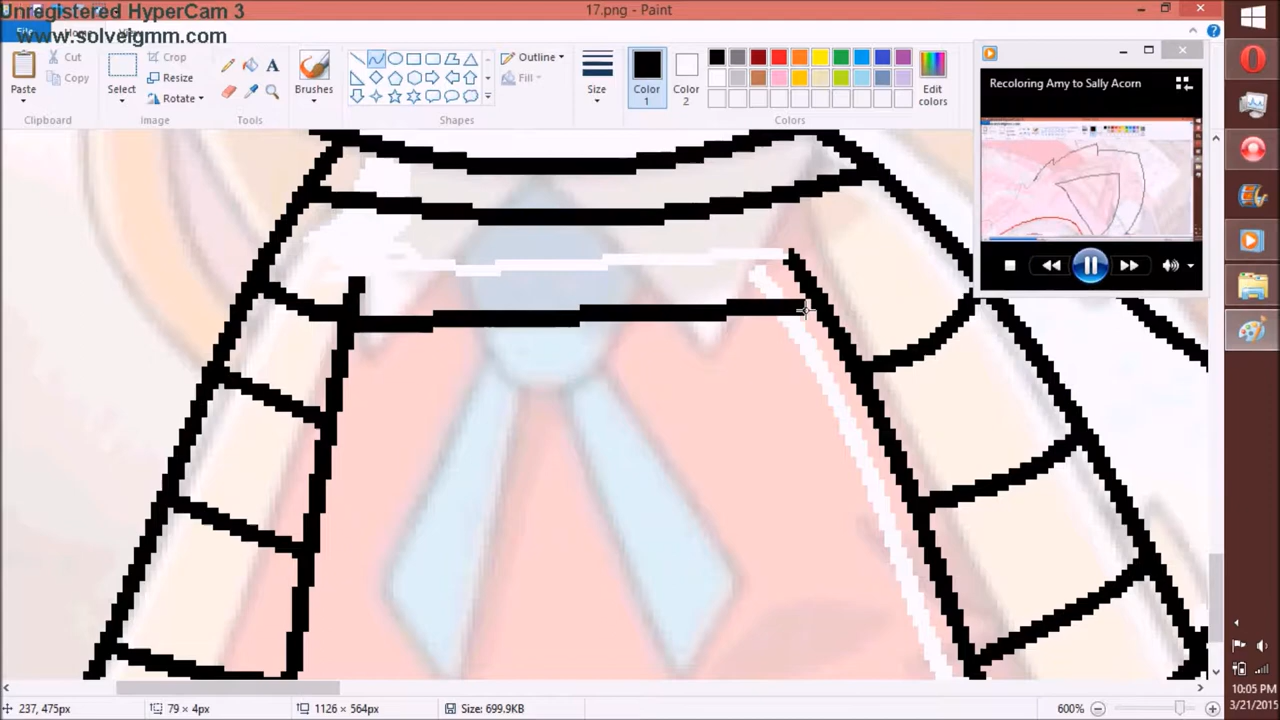 Unregistered HyperCam 3
www.solveigmm.com
17.png - Paint
File
Paste
Cut
Copy
Clipboard
Select
Crop
Resize
Rotate
Image
Tools
Brushes
Shapes
Outline
Fill
Size
Color 1
Color 2
Edit colors
Colors
Recoloring Amy to Sally Acorn
237, 475px
79 × 4px
1126 × 564px
Size: 699.9KB
600%
10:05 PM
3/21/2015